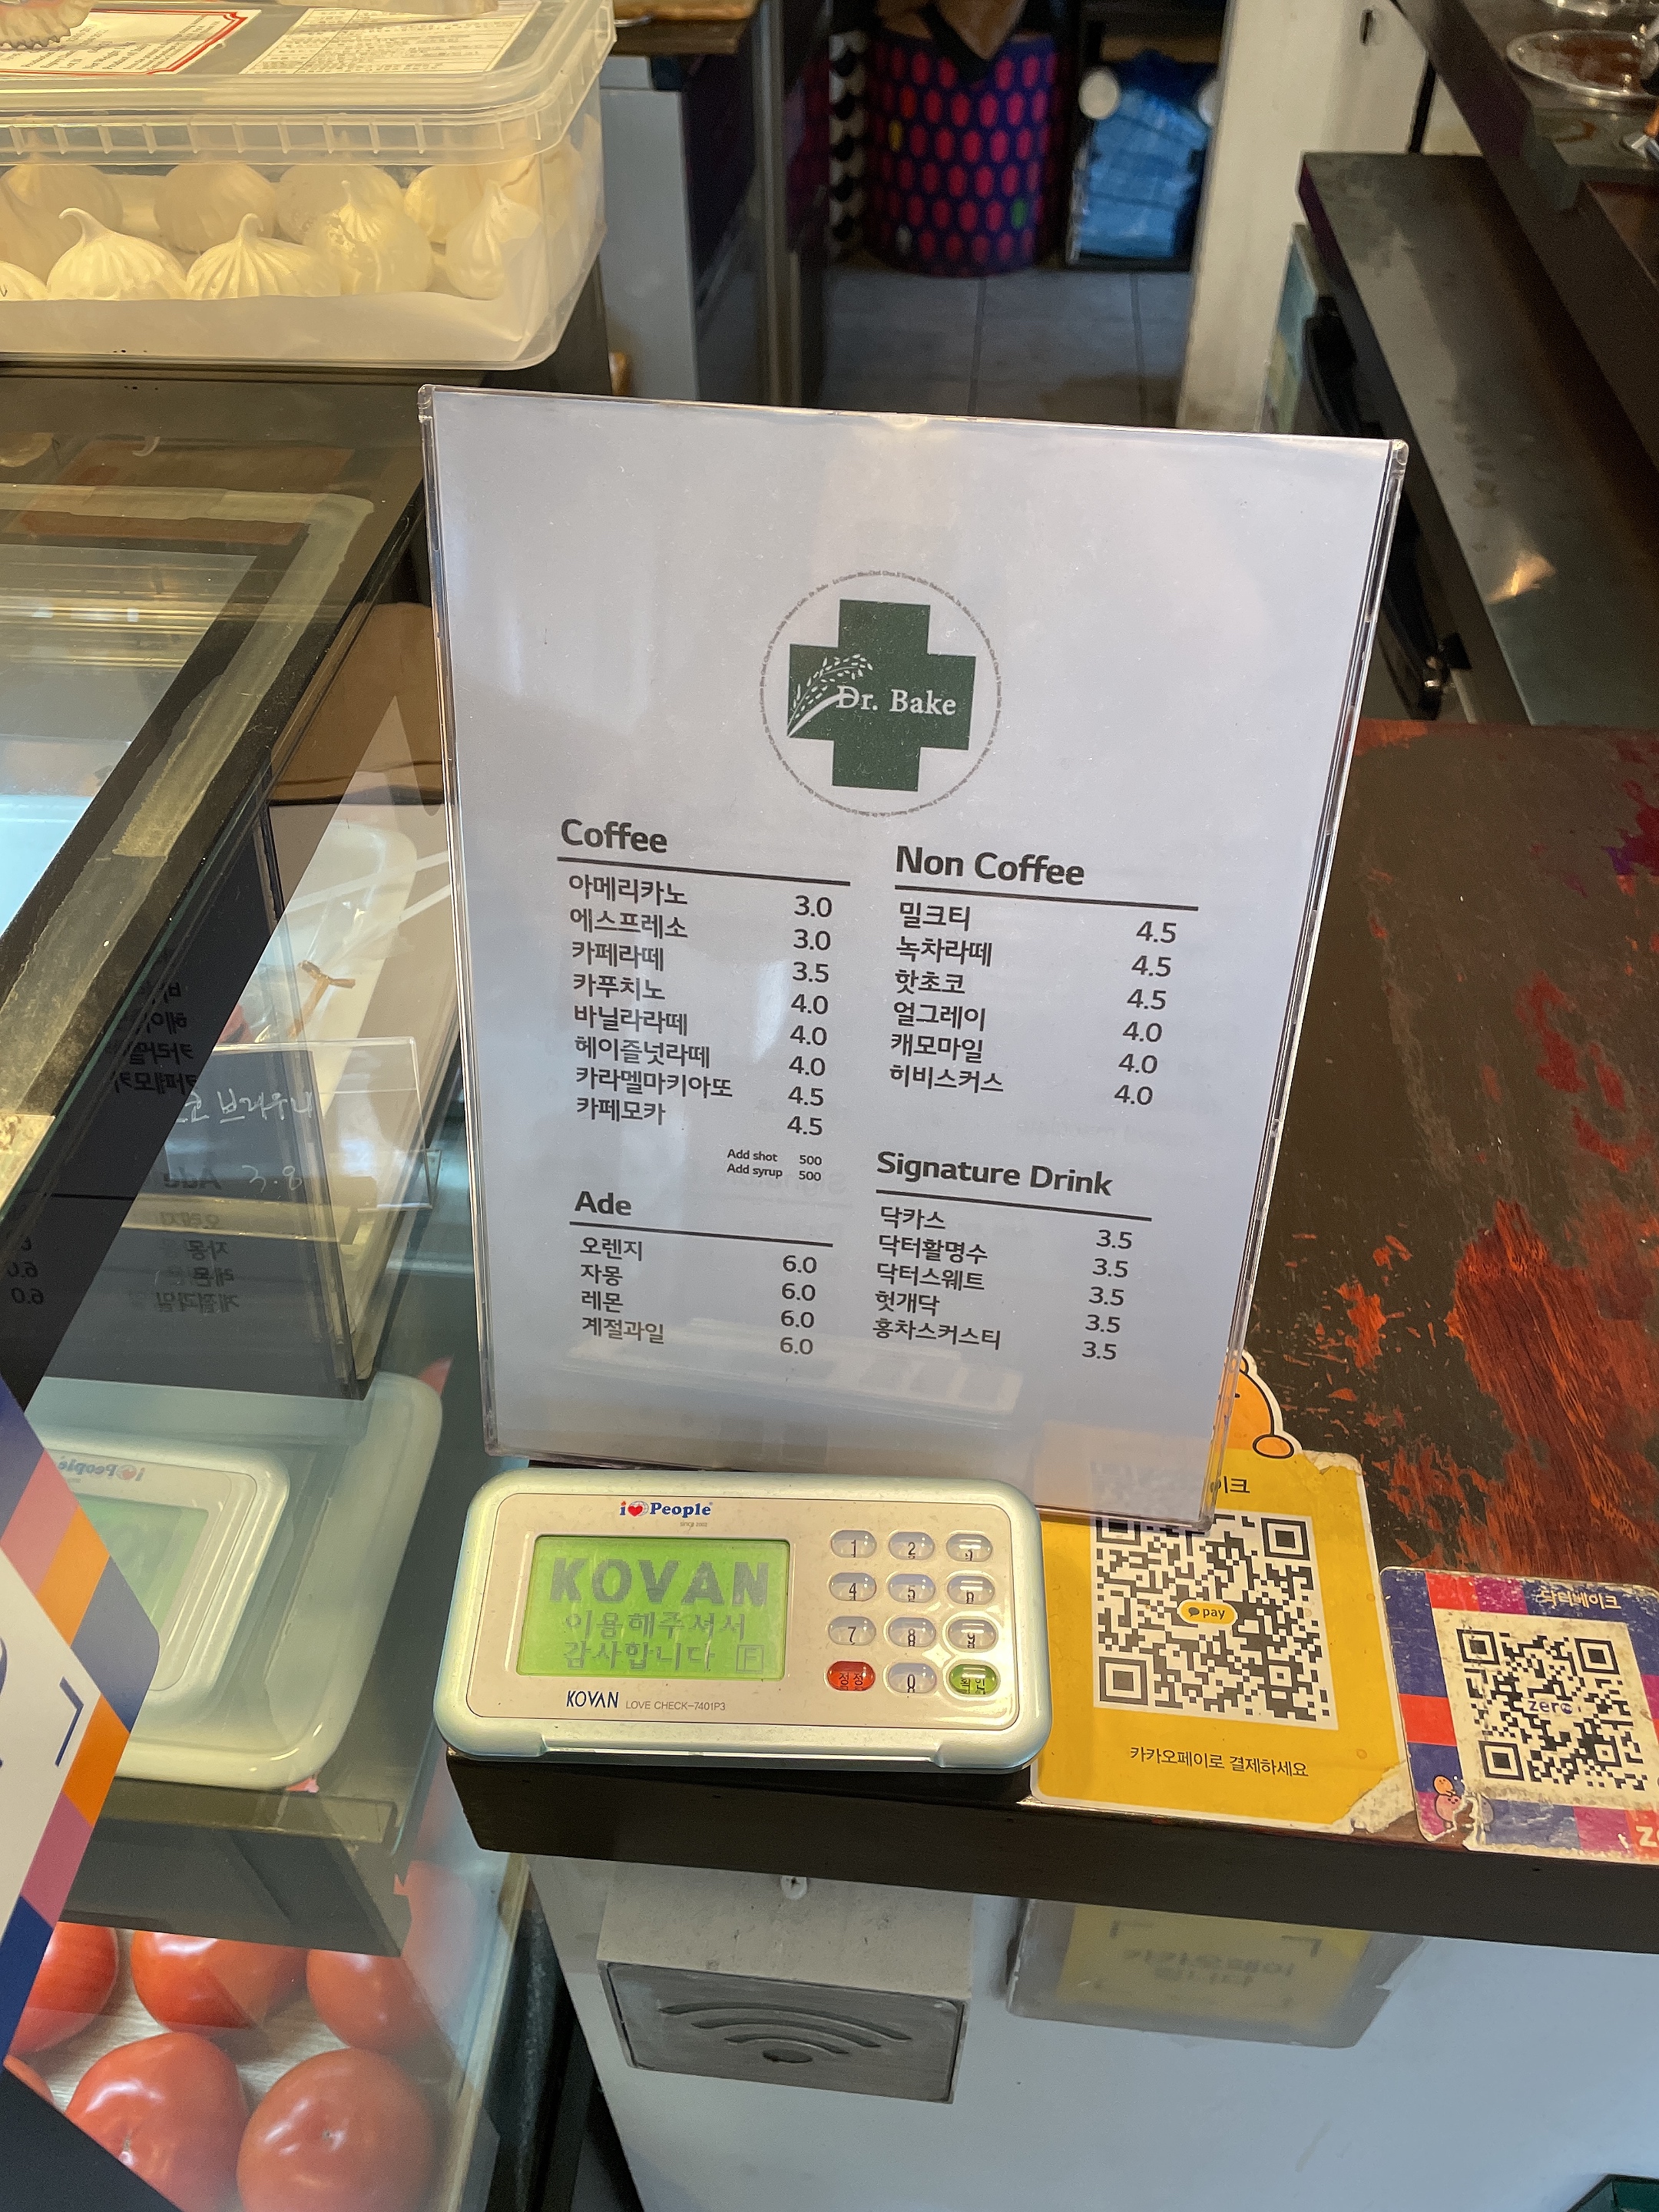 Dr. Bake
Coffee
아메리카노 3.0
에스프레소 3.0
카페라떼 3.5
카푸치노 4.0
바닐라라떼 4.0
헤이즐넛라떼 4.0
카라멜마키아또 4.5
카페모카 4.5
Add shot 500
Add syrup 500
Ade
오렌지 6.0
자몽 6.0
레몬 6.0
계절과일 6.0
Non Coffee
밀크티 4.5
녹차라떼 4.5
핫초코 4.5
얼그레이 4.0
캐모마일 4.0
히비스커스 4.0
Signature Drink
닥카스 3.5
닥터활명수 3.5
닥터스웨트 3.5
헛개닥 3.5
홍차스커스티 3.5
브라우니
3.8
i People
KOVAN
이용해주셔서
감사합니다 F
KOVAN LOVE CHECK-7401P3
1 2
4 5
7 8 9
정정 0 확인
이크
pay
카카오페이로 결제하세요
닥터베이크
zero